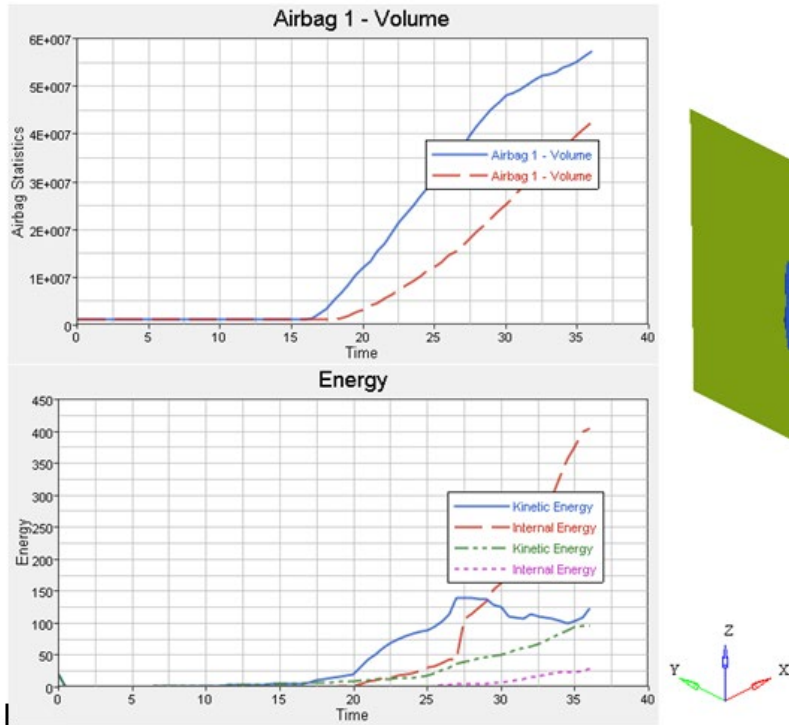 Airbag 1 - Volume
6E+007
5E+007
4E+007
3E+007
2E+007
1E+007
0
Airbag Statistics
Airbag 1 - Volume
Airbag 1 - Volume
0 5 10 15 20 25 30 35 40
Time
Energy
450
400
350
300
250
200
150
100
50
0
Energy
Kinetic Energy
Internal Energy
Kinetic Energy
Internal Energy
0 5 10 15 20 25 30 35 40
Time
Z
Y X